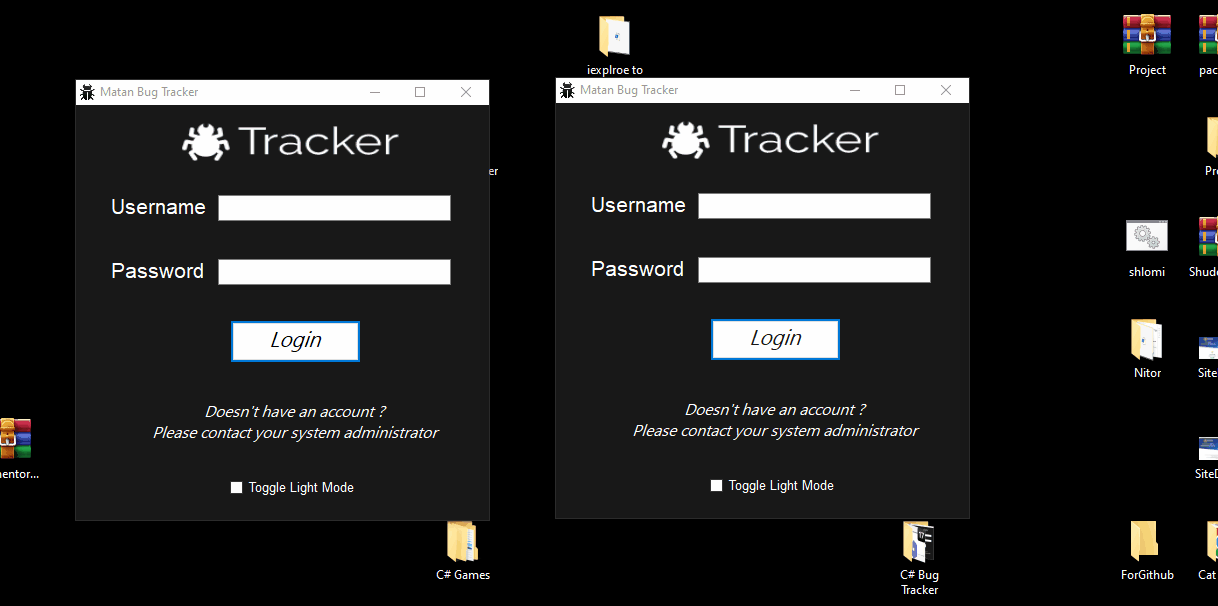 iexplroe to
Project
pac
Matan Bug Tracker
Tracker
Username
Password
Login
Doesn't have an account ?
Please contact your system administrator
Toggle Light Mode
er
Matan Bug Tracker
Tracker
Username
Password
Login
Doesn't have an account ?
Please contact your system administrator
Toggle Light Mode
Pr
shlomi
Shud
Nitor
Site
nentor...
SiteD
C# Games
17
C# Bug
Tracker
ForGithub
Cat